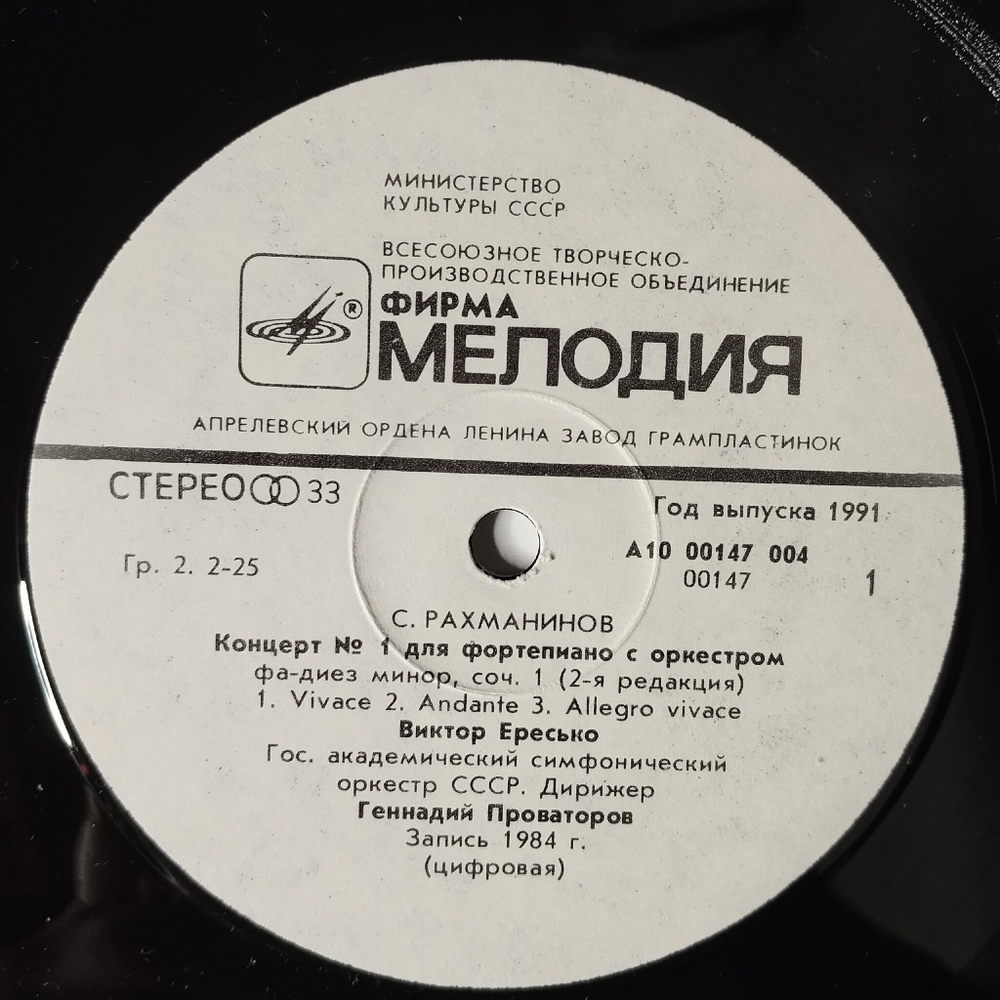 МИНИСТЕРСТВО
КУЛЬТУРЫ СССР
ВСЕСОЮЗНОЕ ТВОРЧЕСКО-
ПРОИЗВОДСТВЕННОЕ ОБЪЕДИНЕНИЕ
ФИРМА
®
МЕЛОДИЯ
АПРЕЛЕВСКИЙ ОРДЕНА ЛЕНИНА ЗАВОД ГРАМПЛАСТИНОК
СТЕРЕО 33
Год выпуска 1991
А10 00147 004
Гр. 2. 2-25
00147
1
С. РАХМАНИНОВ
Концерт № 1 для фортепиано с оркестром
фа-диез минор, соч. 1 (2-я редакция)
1. Vivace 2. Andante 3. Allegro vivace
Виктор Ересько
Гос. академический симфонический
оркестр СССР. Дирижер
Геннадий Проваторов
Запись 1984 г.
(цифровая)